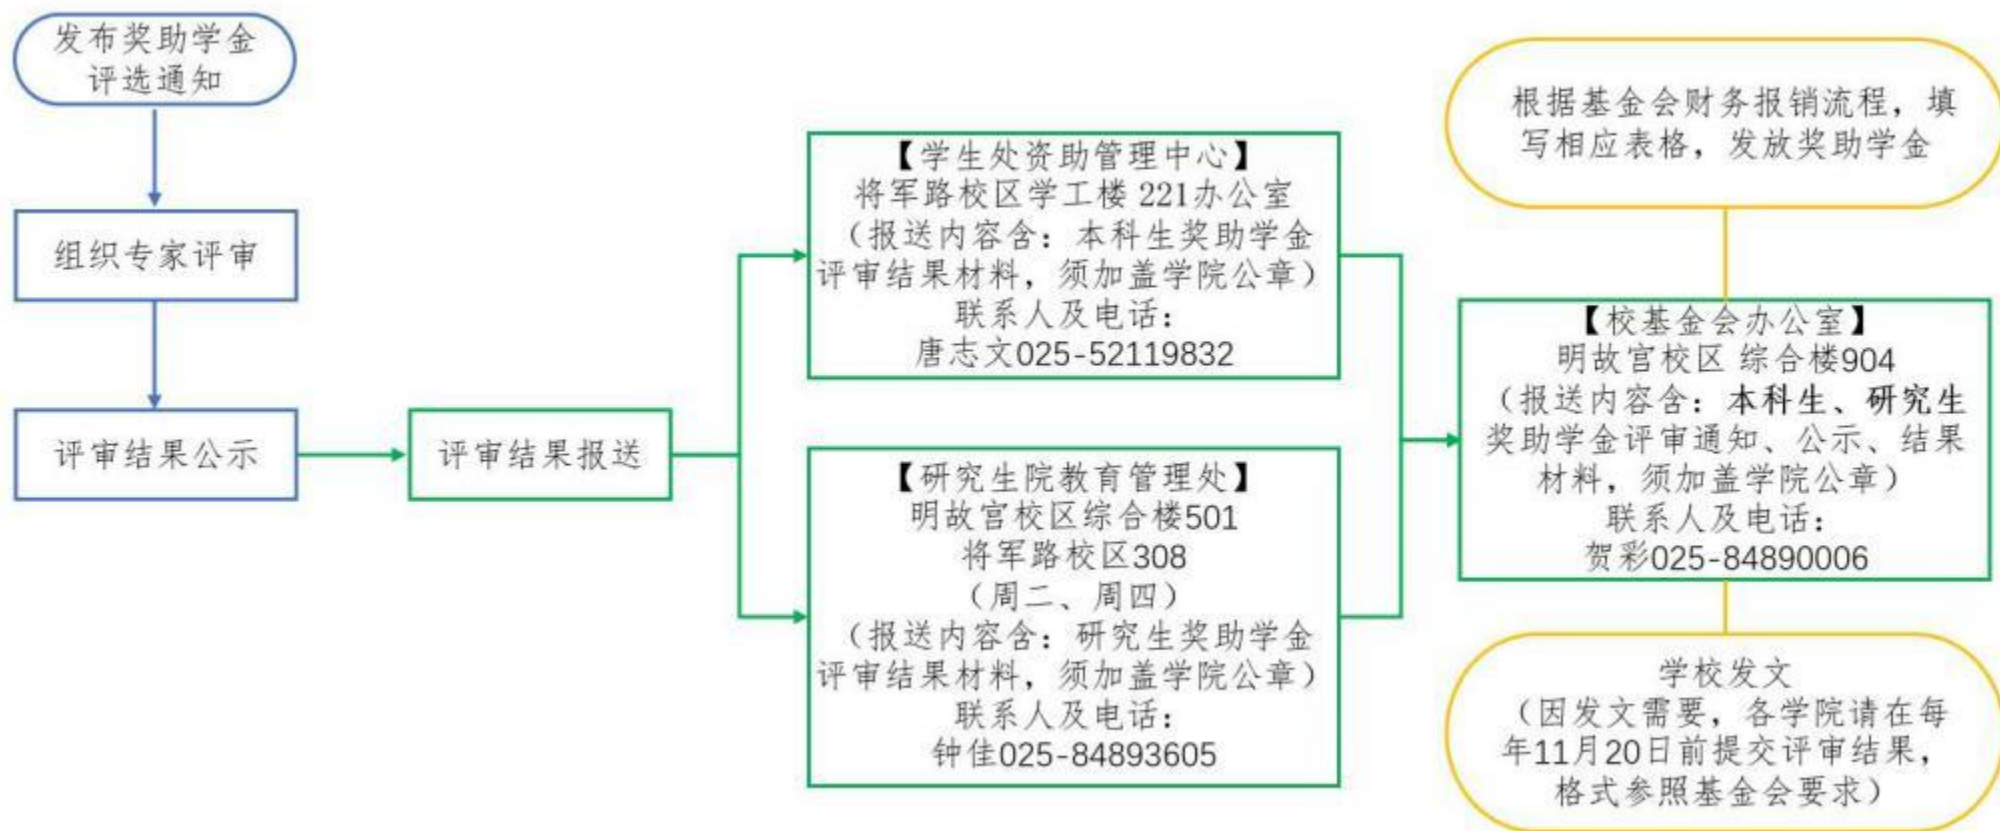 发布奖助学金
评选通知
组织专家评审
评审结果公示
评审结果报送
【学生处资助管理中心】
将军路校区学工楼 221办公室
（报送内容含：本科生奖助学金
评审结果材料，须加盖学院公章）
联系人及电话：
唐志文025-52119832
【研究生院教育管理处】
明故宫校区综合楼501
将军路校区308
（周二、周四）
（报送内容含：研究生奖助学金
评审结果材料，须加盖学院公章）
联系人及电话：
钟佳025-84893605
根据基金会财务报销流程，填
写相应表格，发放奖助学金
【校基金会办公室】
明故宫校区 综合楼904
（报送内容含：本科生、研究生
奖助学金评审通知、公示、结果
材料，须加盖学院公章）
联系人及电话：
贺彩025-84890006
学校发文
（因发文需要，各学院请在每
年11月20日前提交评审结果，
格式参照基金会要求）